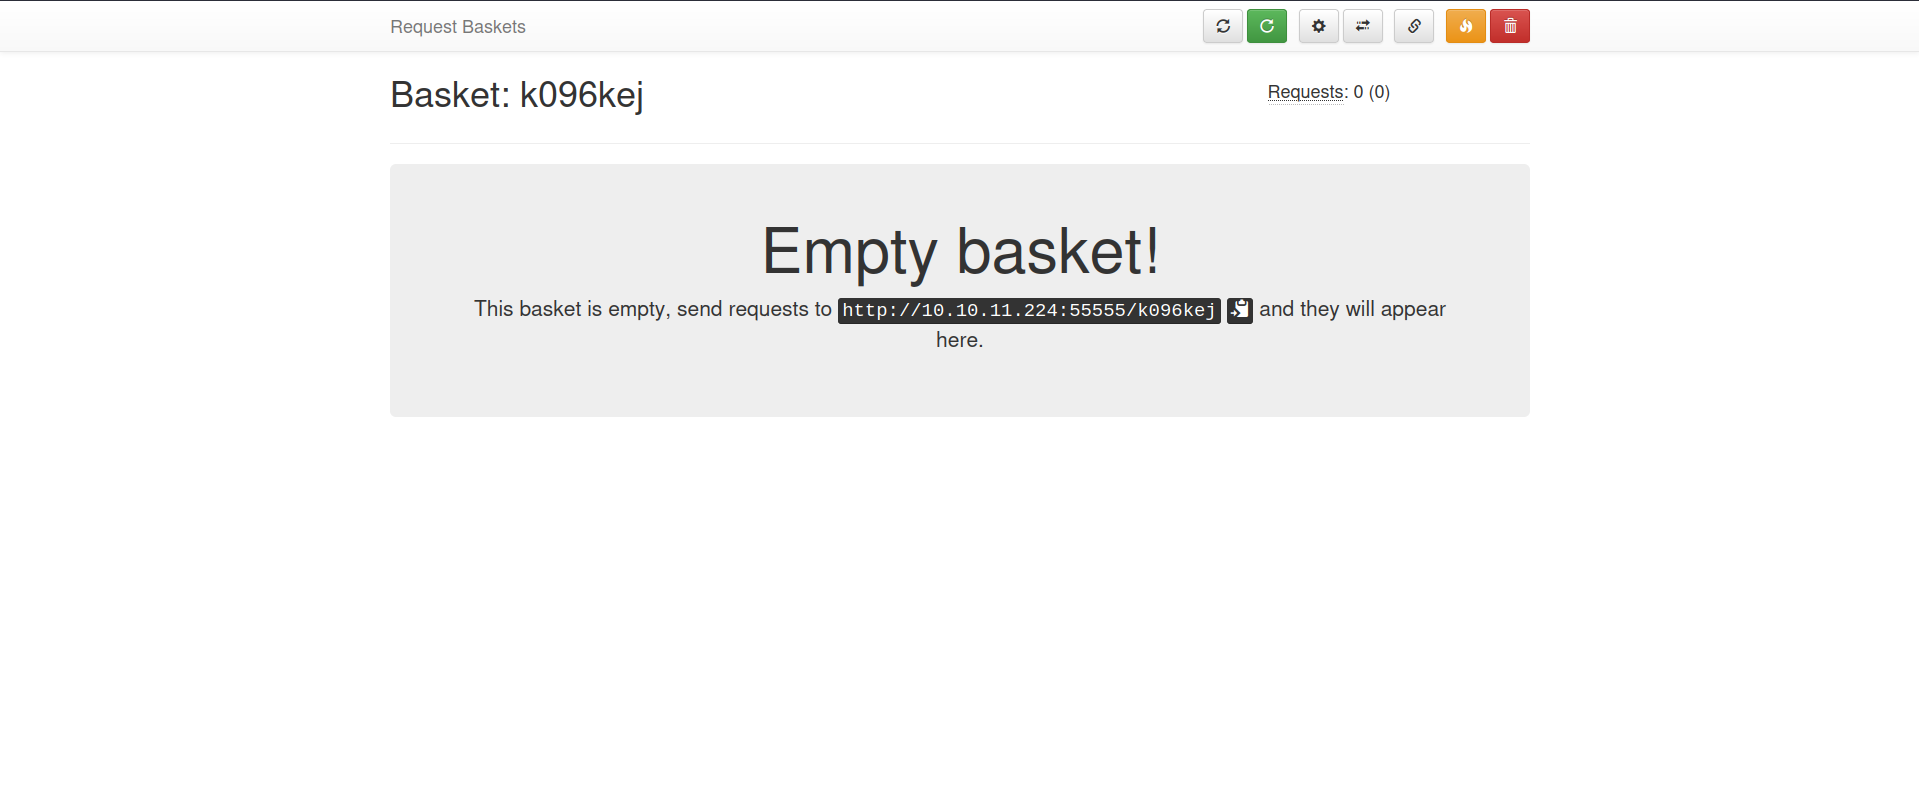 Request Baskets
Basket: k096kej
Requests: 0 (0)
Empty basket!
This basket is empty, send requests to http://10.10.11.224:55555/k096kej and they will appear
here.